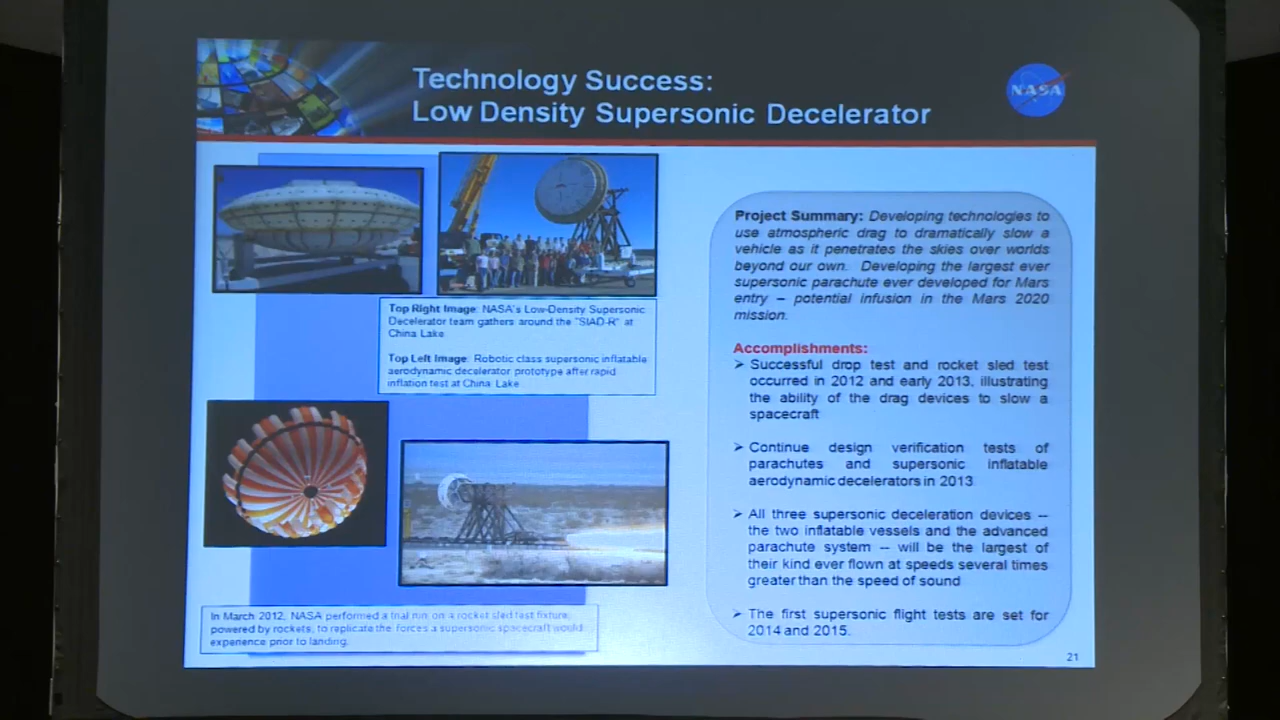 Technology Success:
Low Density Supersonic Decelerator
NASA
Project Summary: Developing technologies to
use atmospheric drag to dramatically slow a
vehicle as it penetrates the skies over worlds
beyond our own. Developing the largest ever
supersonic parachute ever developed for Mars
entry – potential infusion in the Mars 2020
mission.
Top Right Image: NASA's Low-Density Supersonic
Decelerator team gathers around the "SIAD-R" at
China Lake
Top Left Image: Robotic class supersonic inflatable
aerodynamic decelerator prototype after rapid
inflation test at China Lake
Accomplishments:
➢ Successful drop test and rocket sled test
occurred in 2012 and early 2013, illustrating
the ability of the drag devices to slow a
spacecraft
➢ Continue design verification tests of
parachutes and supersonic inflatable
aerodynamic decelerators in 2013
➢ All three supersonic deceleration devices --
the two inflatable vessels and the advanced
parachute system -- will be the largest of
their kind ever flown at speeds several times
greater than the speed of sound
➢ The first supersonic flight tests are set for
2014 and 2015.
In March 2012, NASA performed a trial run on a rocket sled test fixture,
powered by rockets, to replicate the forces a supersonic spacecraft would
experience prior to landing.
21